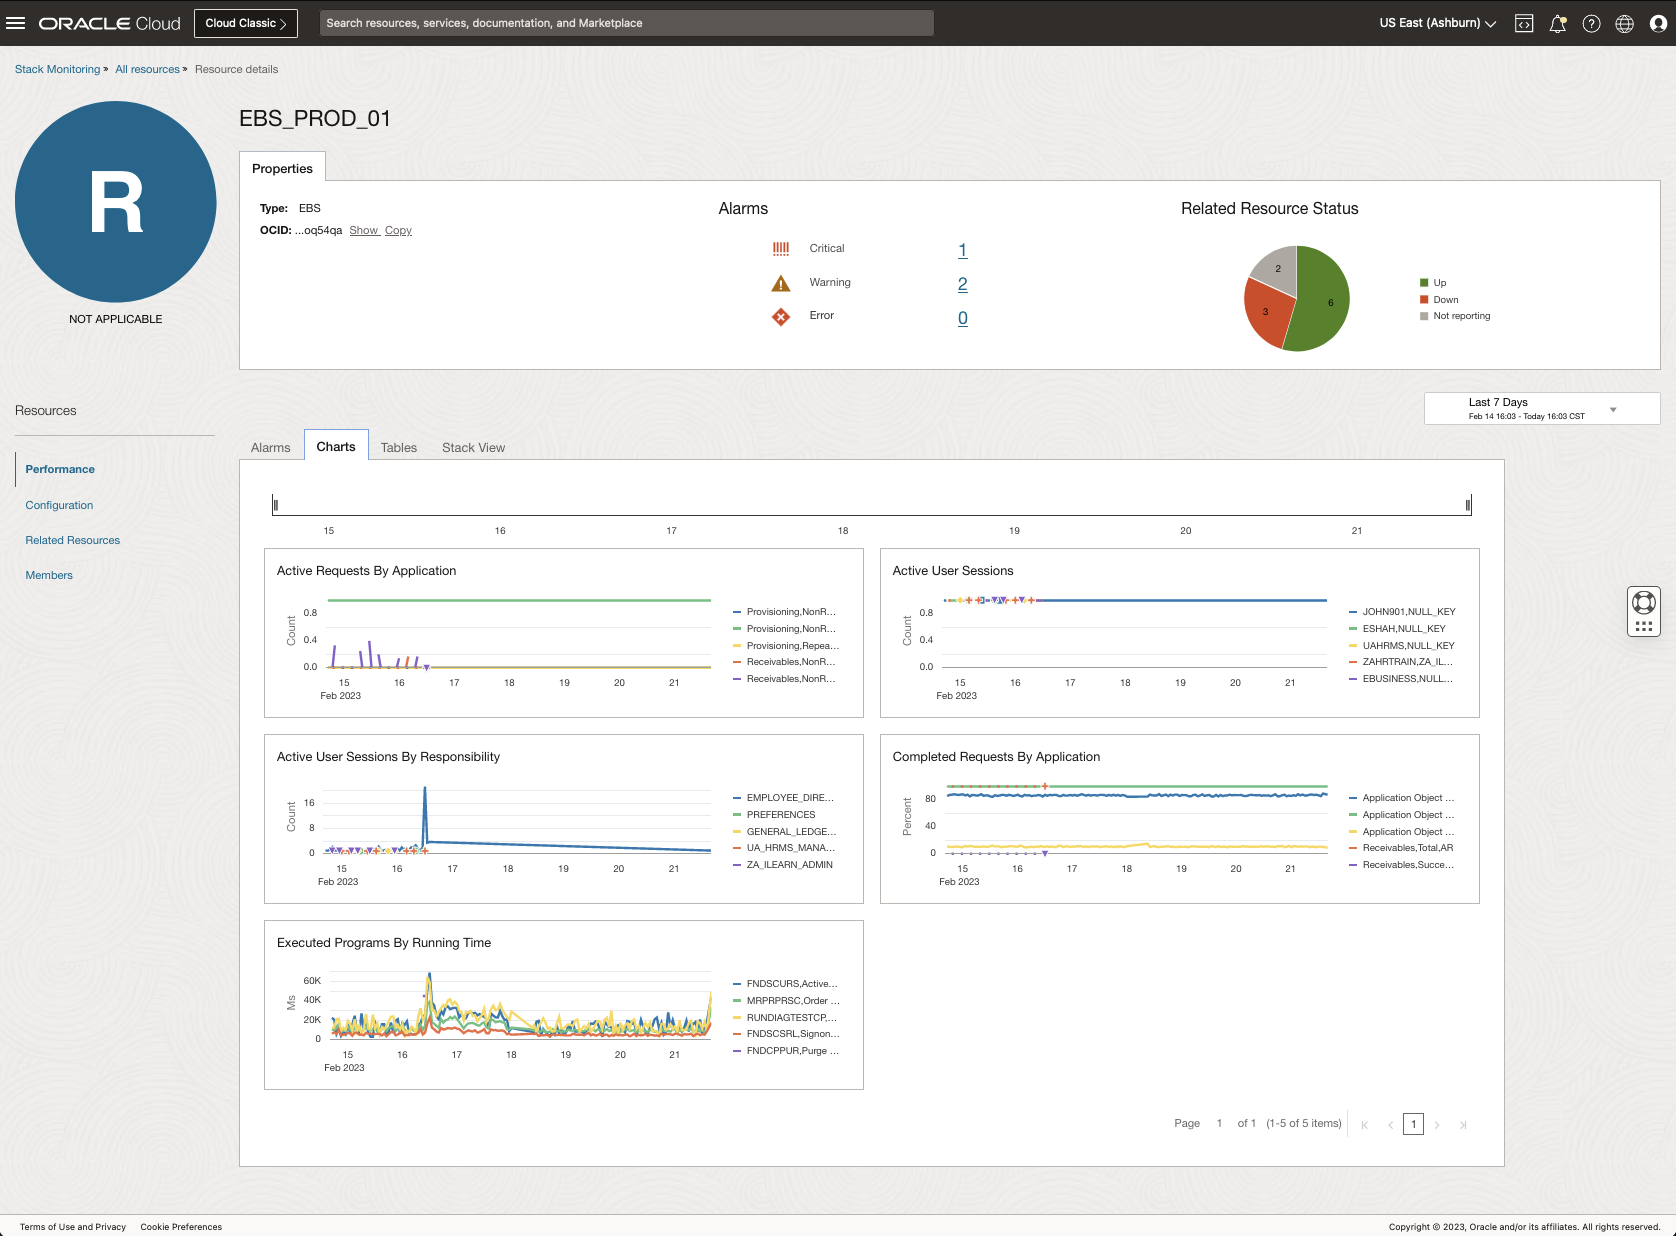 ORACLE Cloud
Cloud Classic
Search resources, services, documentation, and Marketplace
US East (Ashburn)
Stack Monitoring » All resources » Resource details
R
NOT APPLICABLE
EBS_PROD_01
Properties
Type: EBS
OCID: ...oq54qa Show Copy
Alarms
Critical 1
Warning 2
Error 0
Related Resource Status
2
6
3
Up
Down
Not reporting
Resources
Performance
Configuration
Related Resources
Members
Last 7 Days
Feb 14 16:03 - Today 16:03 CST
Alarms Charts Tables Stack View
15 16 17 18 19 20 21
Active Requests By Application
Count
0.8
0.4
0.0
15 16 17 18 19 20 21
Feb 2023
Provisioning,NonR...
Provisioning,NonR...
Provisioning,Repea...
Receivables,NonR...
Receivables,NonR...
Active User Sessions
Count
0.8
0.4
0.0
15 16 17 18 19 20 21
Feb 2023
JOHN901,NULL_KEY
ESHAH,NULL_KEY
UAHRMS,NULL_KEY
ZAHRTRAIN,ZA_IL...
EBUSINESS,NULL...
Active User Sessions By Responsibility
Count
16
8
0
15 16 17 18 19 20 21
Feb 2023
EMPLOYEE_DIRE...
PREFERENCES
GENERAL_LEDGE...
UA_HRMS_MANA...
ZA_ILEARN_ADMIN
Completed Requests By Application
Percent
80
40
0
15 16 17 18 19 20 21
Feb 2023
Application Object ...
Application Object ...
Application Object ...
Receivables,Total,AR
Receivables,Succe...
Executed Programs By Running Time
Ms
60K
40K
20K
0
15 16 17 18 19 20 21
Feb 2023
FNDSCURS,Active...
MRPRPRSC,Order ...
RUNDIAGTESTCP,...
FNDSCSRL,Signon...
FNDCPPUR,Purge ...
Page 1 of 1 (1-5 of 5 items) 1
Terms of Use and Privacy Cookie Preferences
Copyright © 2023, Oracle and/or its affiliates. All rights reserved.